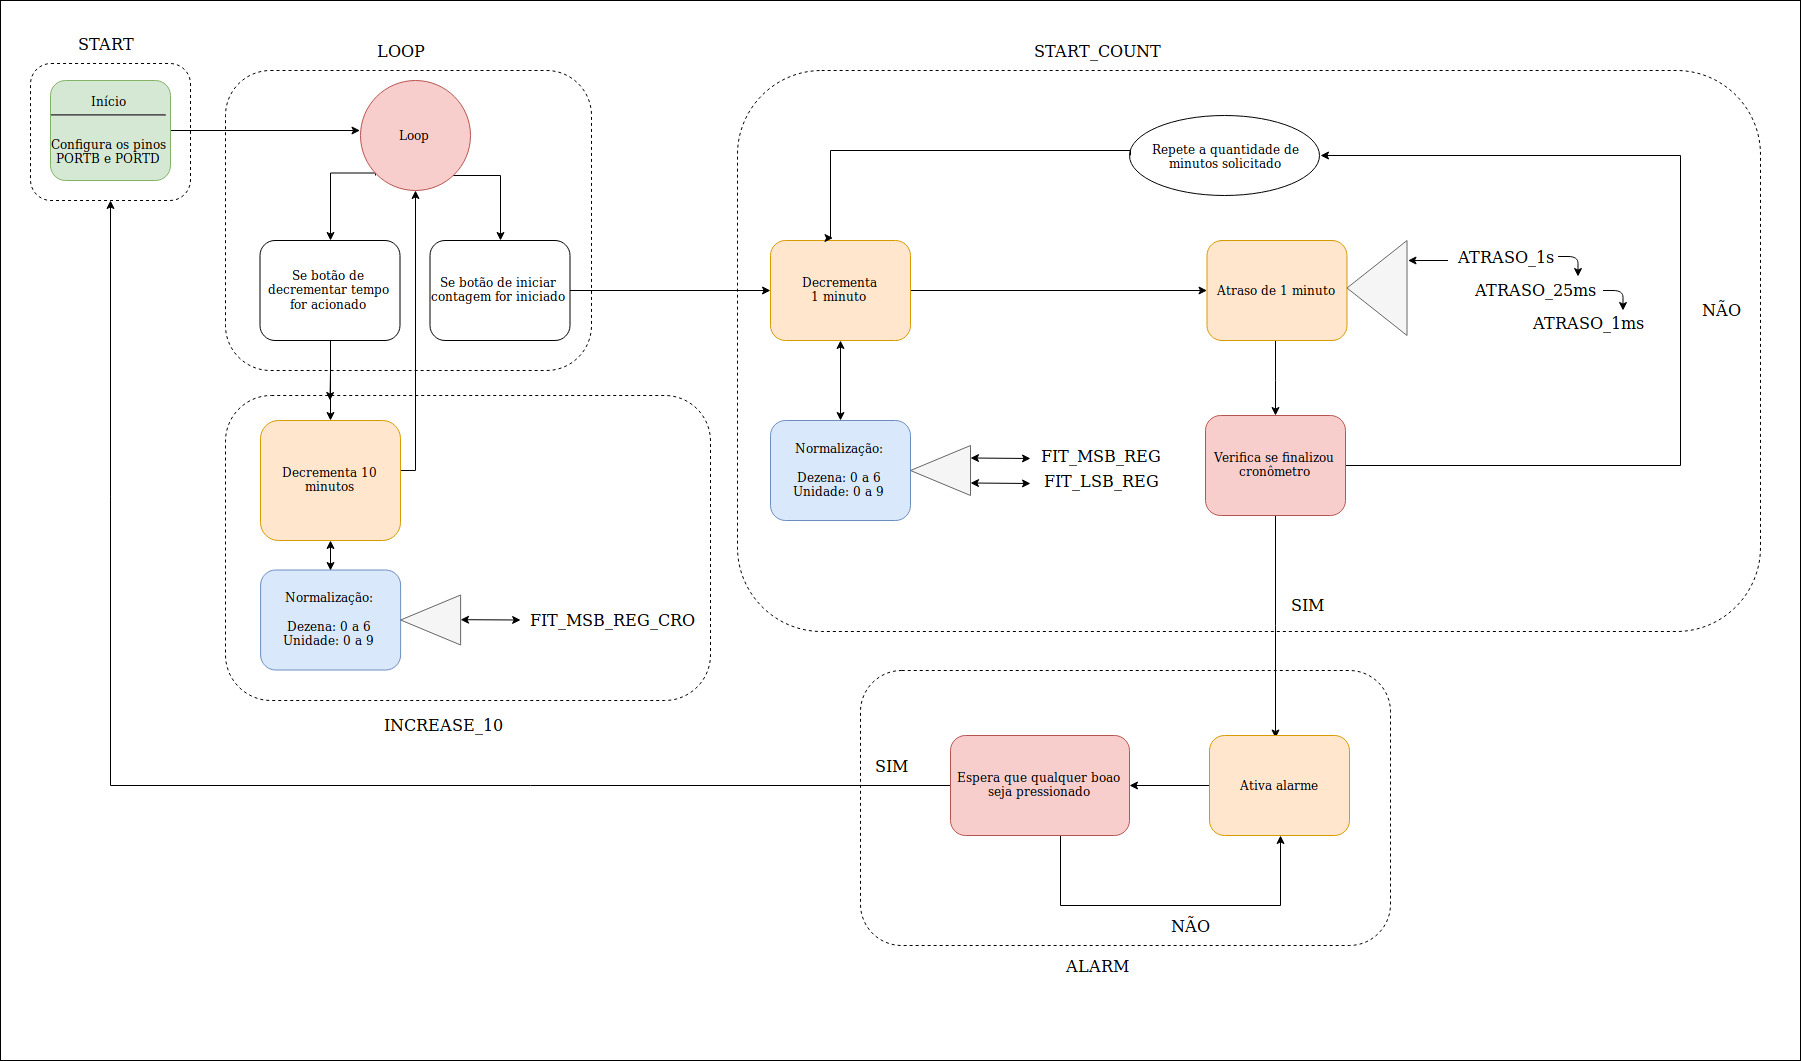 START
Início
Configura os pinos
PORTB e PORTD
LOOP
Loop
Se botão de
decrementar tempo
for acionado
Se botão de iniciar
contagem for iniciado
START_COUNT
Repete a quantidade de
minutos solicitado
Decrementa
1 minuto
Atraso de 1 minuto
ATRASO_1s
ATRASO_25ms
ATRASO_1ms
NÃO
Normalização:
Dezena: 0 a 6
Unidade: 0 a 9
FIT_MSB_REG
FIT_LSB_REG
Verifica se finalizou
cronômetro
SIM
Decrementa 10
minutos
Normalização:
Dezena: 0 a 6
Unidade: 0 a 9
FIT_MSB_REG_CRO
INCREASE_10
SIM
Espera que qualquer boao
seja pressionado
Ativa alarme
NÃO
ALARM